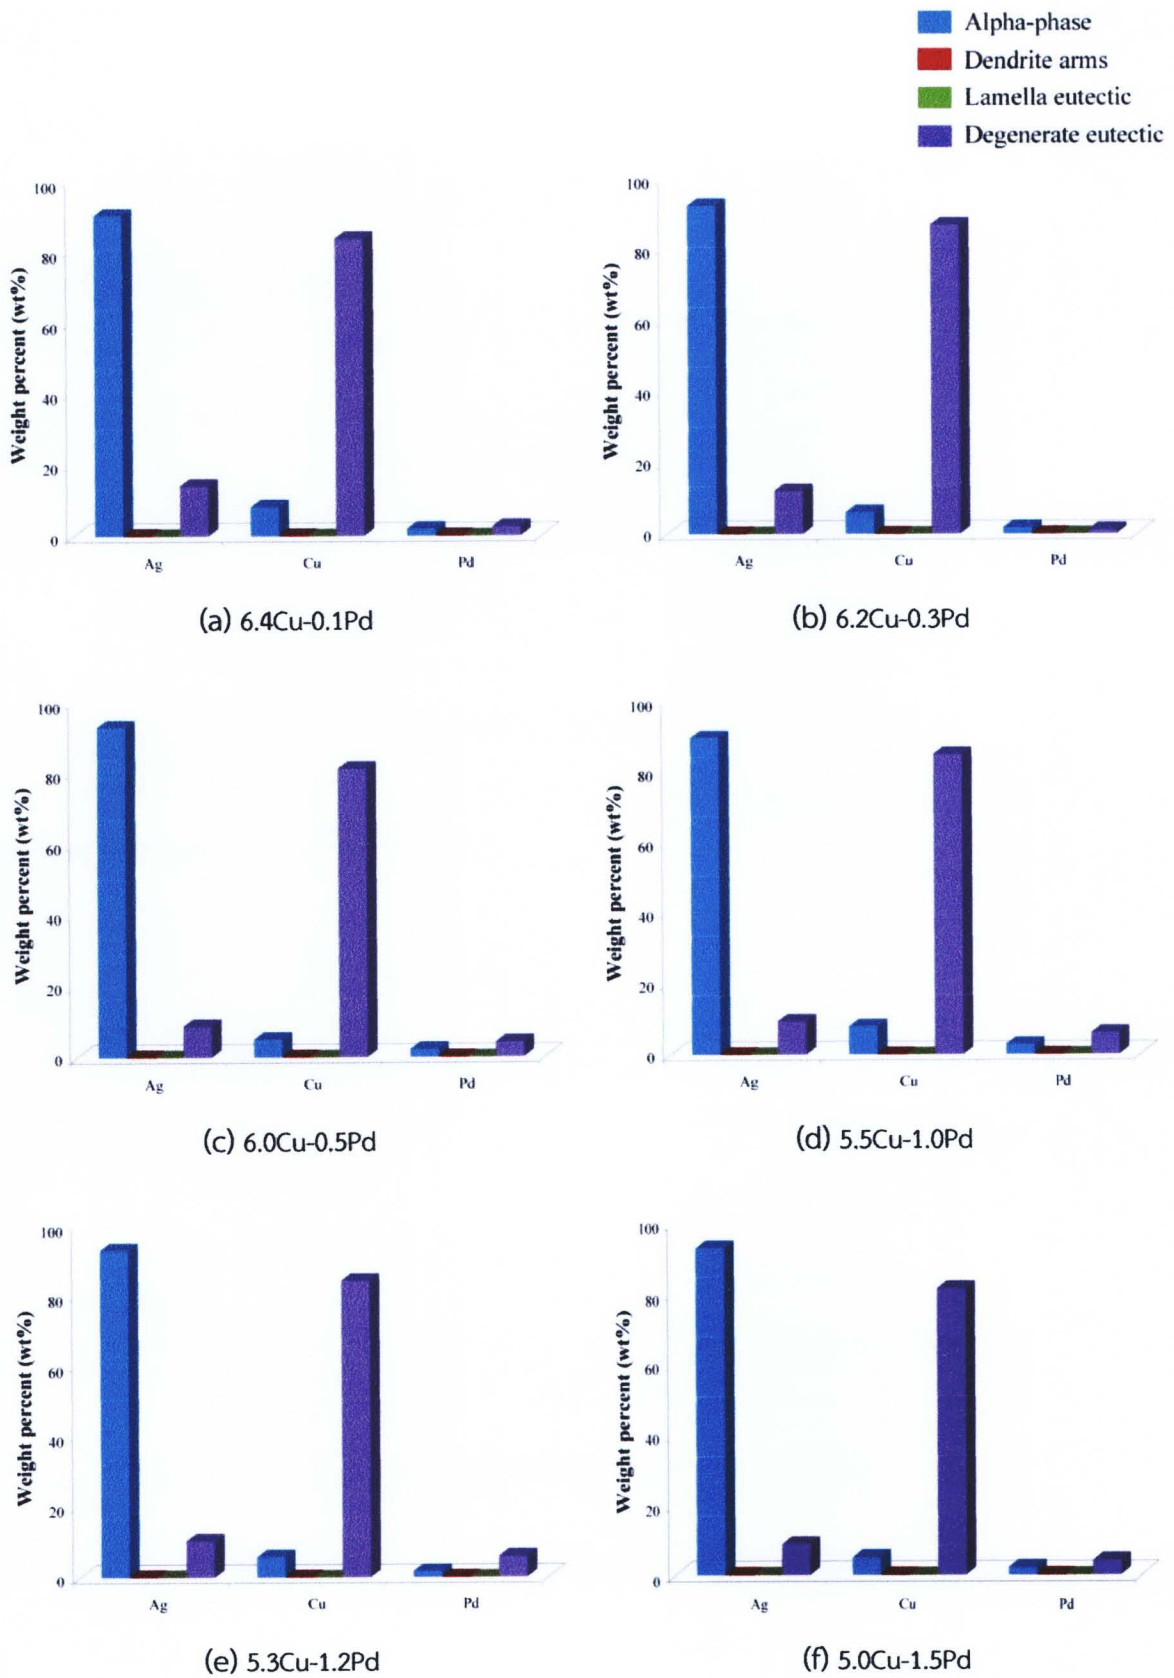 Alpha-phase
Dendrite arms
Lamella eutectic
Degenerate eutectic
Weight percent (wt%)
100
80
60
40
20
0
Ag Cu Pd
(a) 6.4Cu-0.1Pd
Weight percent (wt%)
100
80
60
40
20
0
Ag Cu Pd
(b) 6.2Cu-0.3Pd
Weight percent (wt%)
100
80
60
40
20
0
Ag Cu Pd
(c) 6.0Cu-0.5Pd
Weight percent (wt%)
100
80
60
40
20
0
Ag Cu Pd
(d) 5.5Cu-1.0Pd
Weight percent (wt%)
100
80
60
40
20
0
Ag Cu Pd
(e) 5.3Cu-1.2Pd
Weight percent (wt%)
100
80
60
40
20
0
Ag Cu Pd
(f) 5.0Cu-1.5Pd